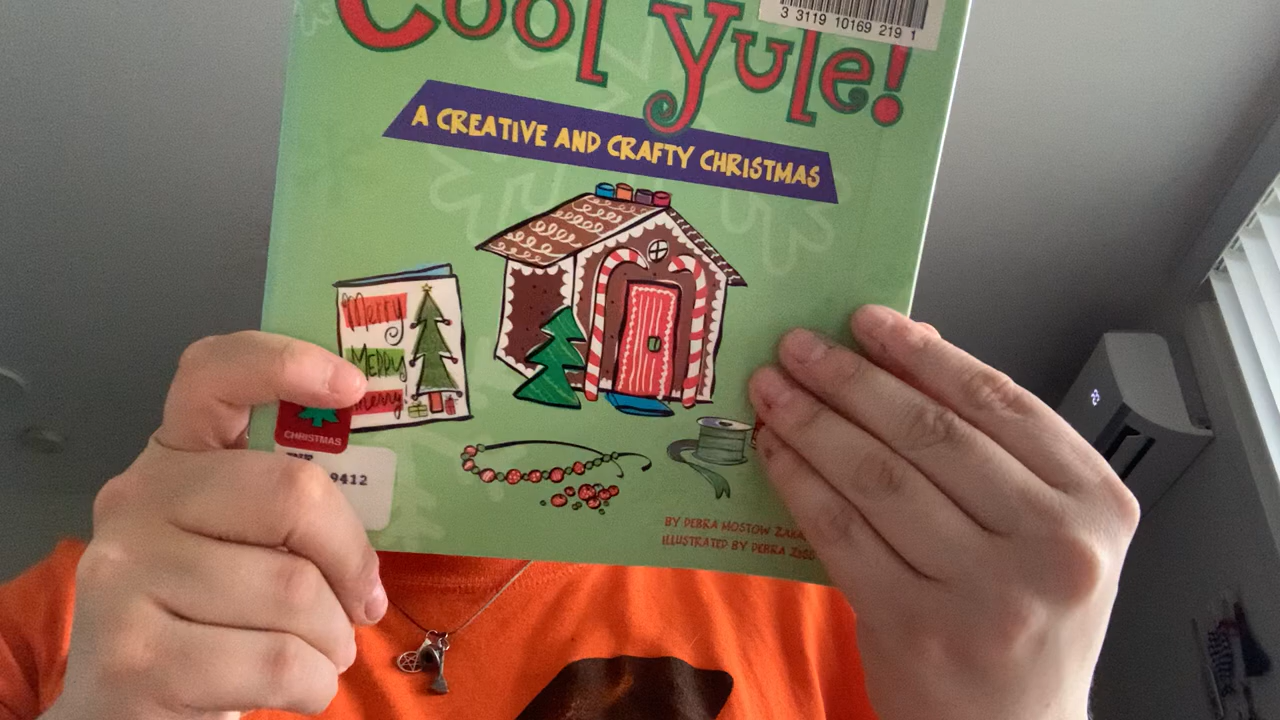 Cool Yule!
3 3119 10169 219 1
A CREATIVE AND CRAFTY CHRISTMAS
Merry
Merry
Merry!
CHRISTMAS
9412
BY DEBRA MOSTOW
ILLUSTRATED BY DEBRA